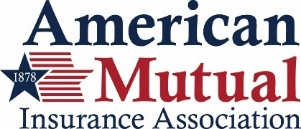 American
1878
Mutual
Insurance Association